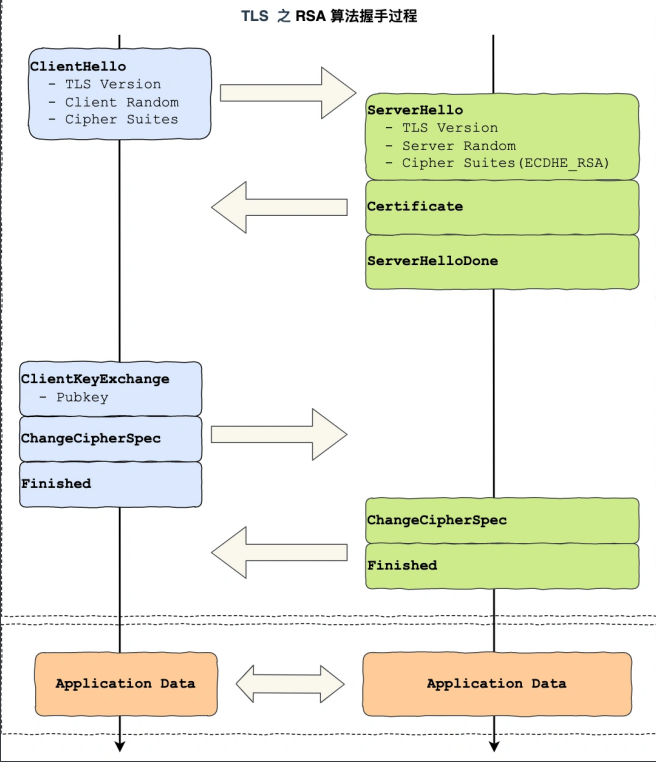 TLS 之 RSA 算法握手过程
ClientHello
- TLS Version
- Client Random
- Cipher Suites
ServerHello
- TLS Version
- Server Random
- Cipher Suites(ECDHE_RSA)
Certificate
ServerHelloDone
ClientKeyExchange
- Pubkey
ChangeCipherSpec
Finished
ChangeCipherSpec
Finished
Application Data
Application Data